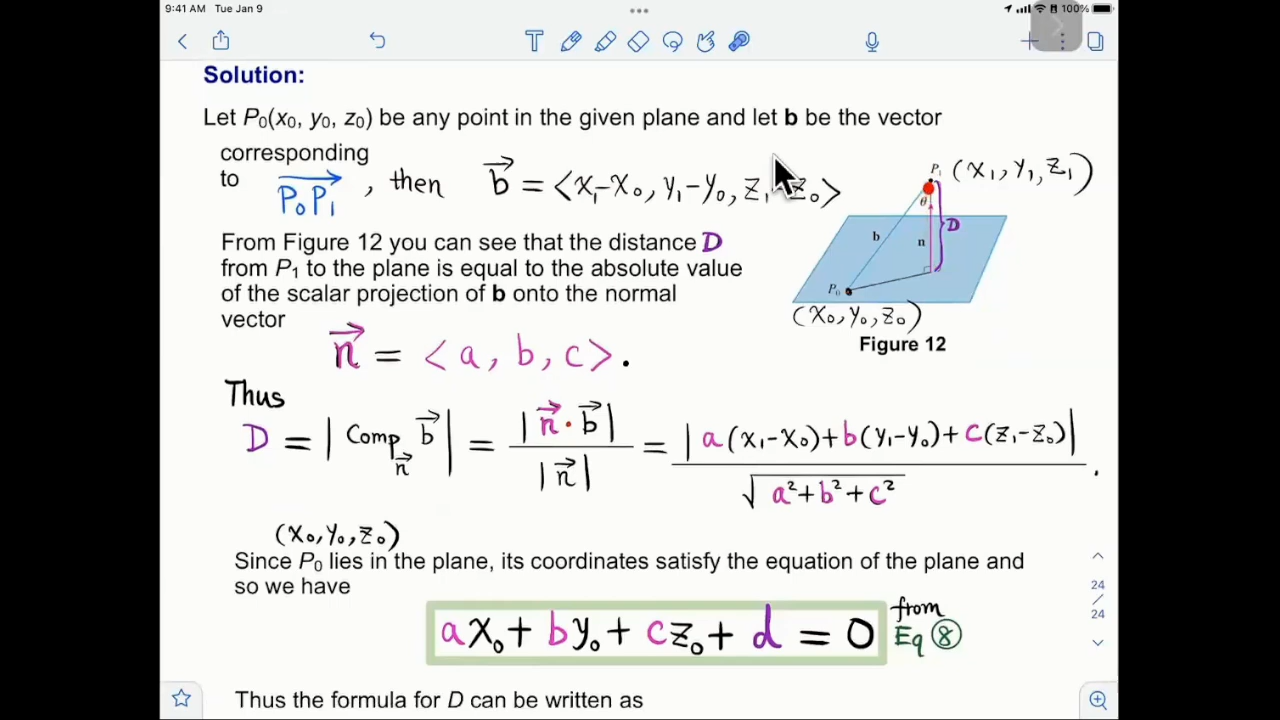 9:41 AM Tue Jan 9
100%
Solution:
Let P₀(x₀, y₀, z₀) be any point in the given plane and let b be the vector
corresponding
to P₀P₁→ , then b→ = <x₁-x₀, y₁-y₀, z₁-z₀>
P₁ (x₁, y₁, z₁)
θ
D
b
n
P₀
(x₀, y₀, z₀)
Figure 12
From Figure 12 you can see that the distance D
from P₁ to the plane is equal to the absolute value
of the scalar projection of b onto the normal
vector
n→ = <a, b, c>.
Thus
D = |Comp_n→ b→| = |n→ · b→| / |n→| = |a(x₁-x₀)+b(y₁-y₀)+c(z₁-z₀)| / √(a²+b²+c²) .
(x₀, y₀, z₀)
Since P₀ lies in the plane, its coordinates satisfy the equation of the plane and
so we have
ax₀ + by₀ + cz₀ + d = 0
from
Eq ⑧
Thus the formula for D can be written as
24
/
24